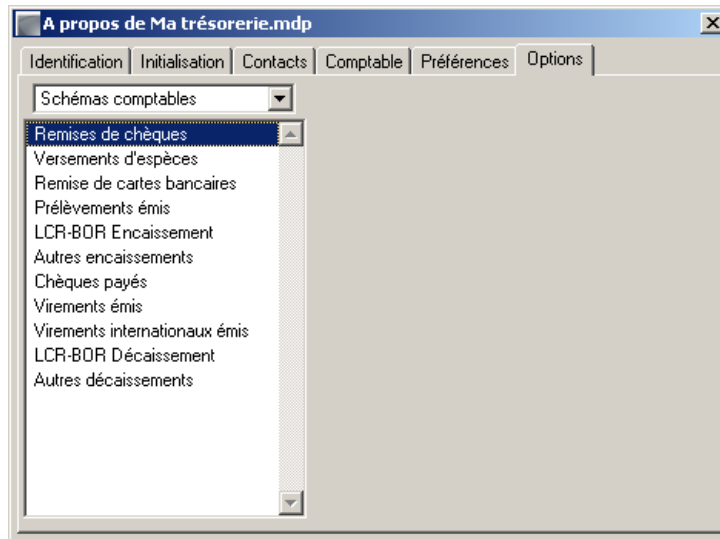 A propos de Ma trésorerie.mdp
Identification Initialisation Contacts Comptable Préférences Options
Schémas comptables
Remises de chèques
Versements d'espèces
Remise de cartes bancaires
Prélèvements émis
LCR-BOR Encaissement
Autres encaissements
Chèques payés
Virements émis
Virements internationaux émis
LCR-BOR Décaissement
Autres décaissements